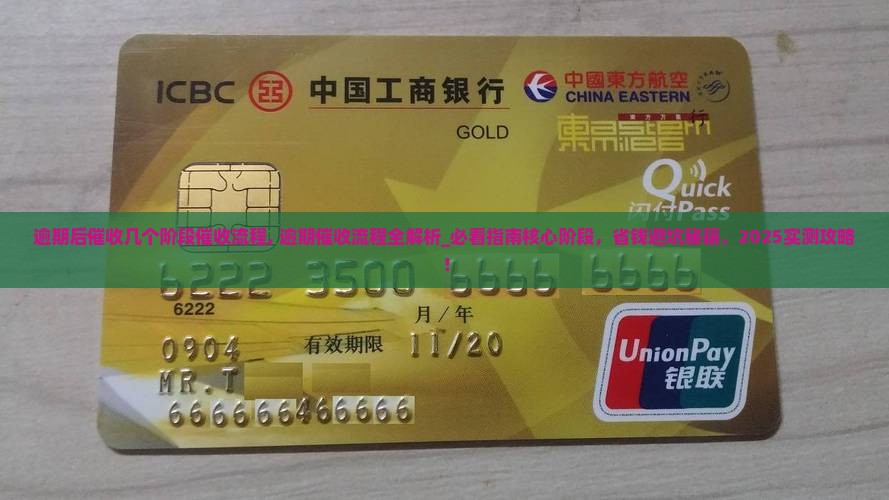 ICBC 中国工商银行 中國東方航空
CHINA EASTERN
GOLD
東方万里行
eastern
miles
Quick
闪付Pass
逾期后催收几个阶段催收流程, 逾期催收流程全解析_必看指南核心阶段，省钱避坑秘籍、2025实测攻略
!
6222 3500 6666 6666
6222
月/年
0904 有效期限 11/20
MR.T
666666466666
UnionPay
银联